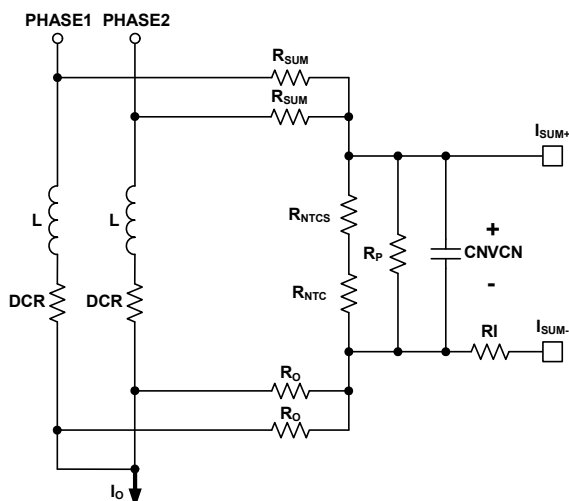 PHASE1 PHASE2
RSUM
RSUM
ISUM+
L
L
RNTCS
RP
CNVCN
+
-
DCR
DCR
RNTC
RI
ISUM-
RO
RO
IO